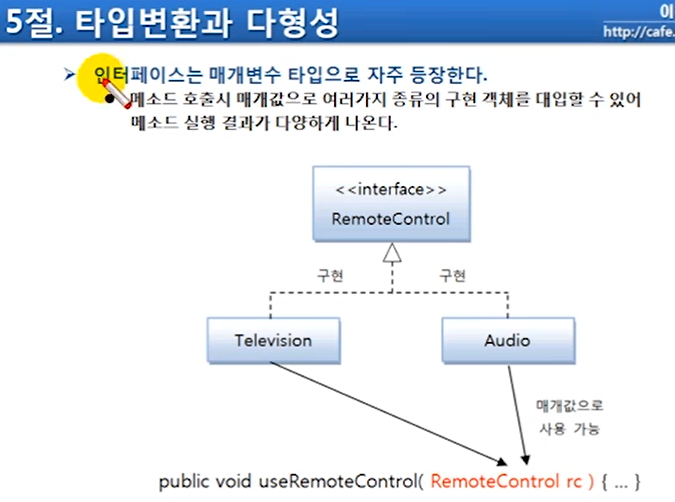 5절. 타입변환과 다형성
이
http://cafe.
인터페이스는 매개변수 타입으로 자주 등장한다.
메소드 호출시 매개값으로 여러가지 종류의 구현 객체를 대입할 수 있어
메소드 실행 결과가 다양하게 나온다.
<<interface>>
RemoteControl
구현 구현
Television Audio
매개값으로
사용 가능
public void useRemoteControl( RemoteControl rc ) { ... }